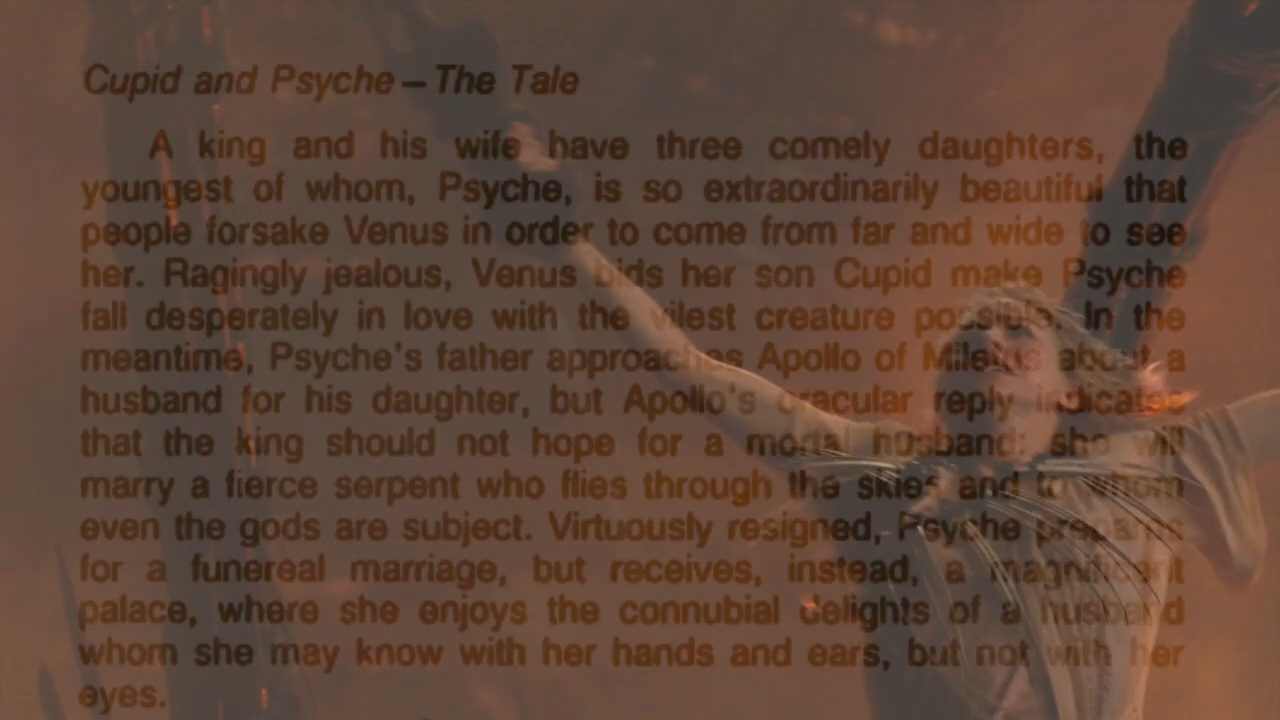 Cupid and Psyche – The Tale
A king and his wife have three comely daughters, the
youngest of whom, Psyche, is so extraordinarily beautiful that
people forsake Venus in order to come from far and wide to see
her. Ragingly jealous, Venus bids her son Cupid make Psyche
fall desperately in love with the vilest creature possible. In the
meantime, Psyche's father approaches Apollo of Miletus about a
husband for his daughter, but Apollo's oracular reply indicates
that the king should not hope for a mortal husband: she will
marry a fierce serpent who flies through the skies and to whom
even the gods are subject. Virtuously resigned, Psyche prepares
for a funereal marriage, but receives, instead, a magnificent
palace, where she enjoys the connubial delights of a husband
whom she may know with her hands and ears, but not with her
eyes.